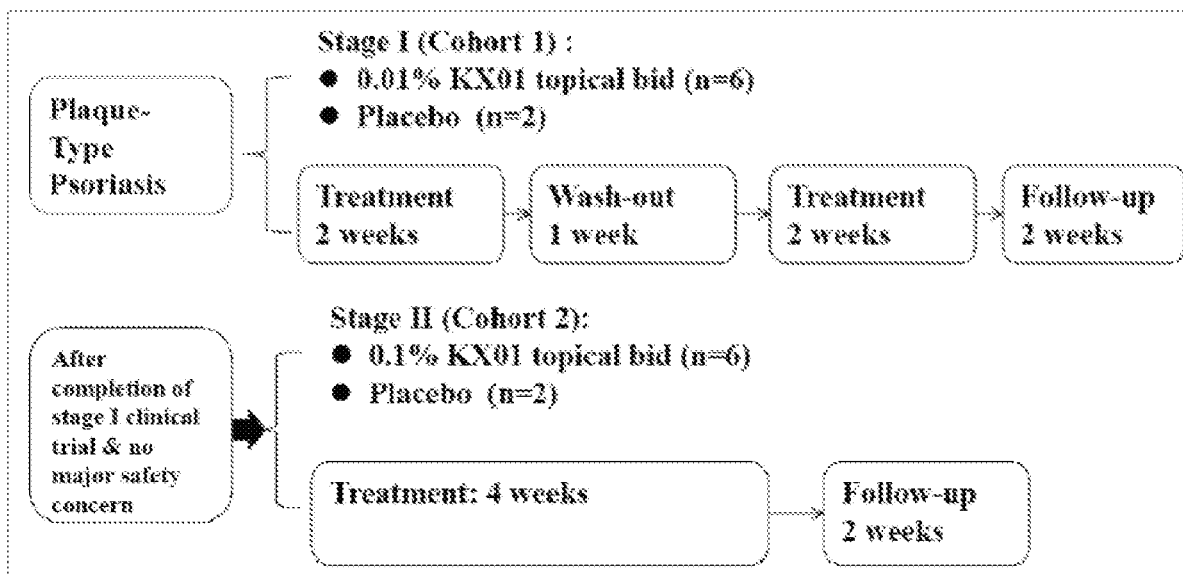 Stage I (Cohort 1) :
● 0.01% KX01 topical bid (n=6)
● Placebo (n=2)
Plaque-
Type
Psoriasis
Treatment
2 weeks
Wash-out
1 week
Treatment
2 weeks
Follow-up
2 weeks
Stage II (Cohort 2):
● 0.1% KX01 topical bid (n=6)
● Placebo (n=2)
After
completion of
stage I clinical
trial & no
major safety
concern
Treatment: 4 weeks
Follow-up
2 weeks